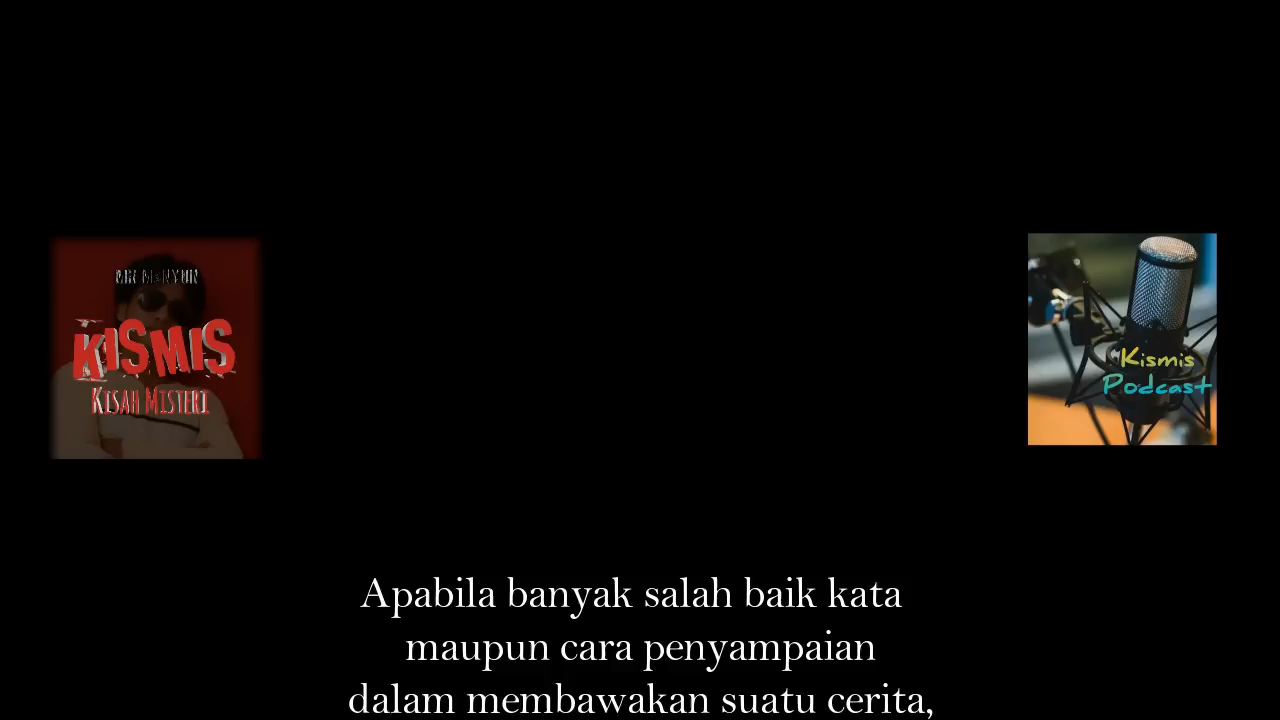 KISMIS
KISAH MISTERI
Kismis
Podcast
Apabila banyak salah baik kata
maupun cara penyampaian
dalam membawakan suatu cerita,